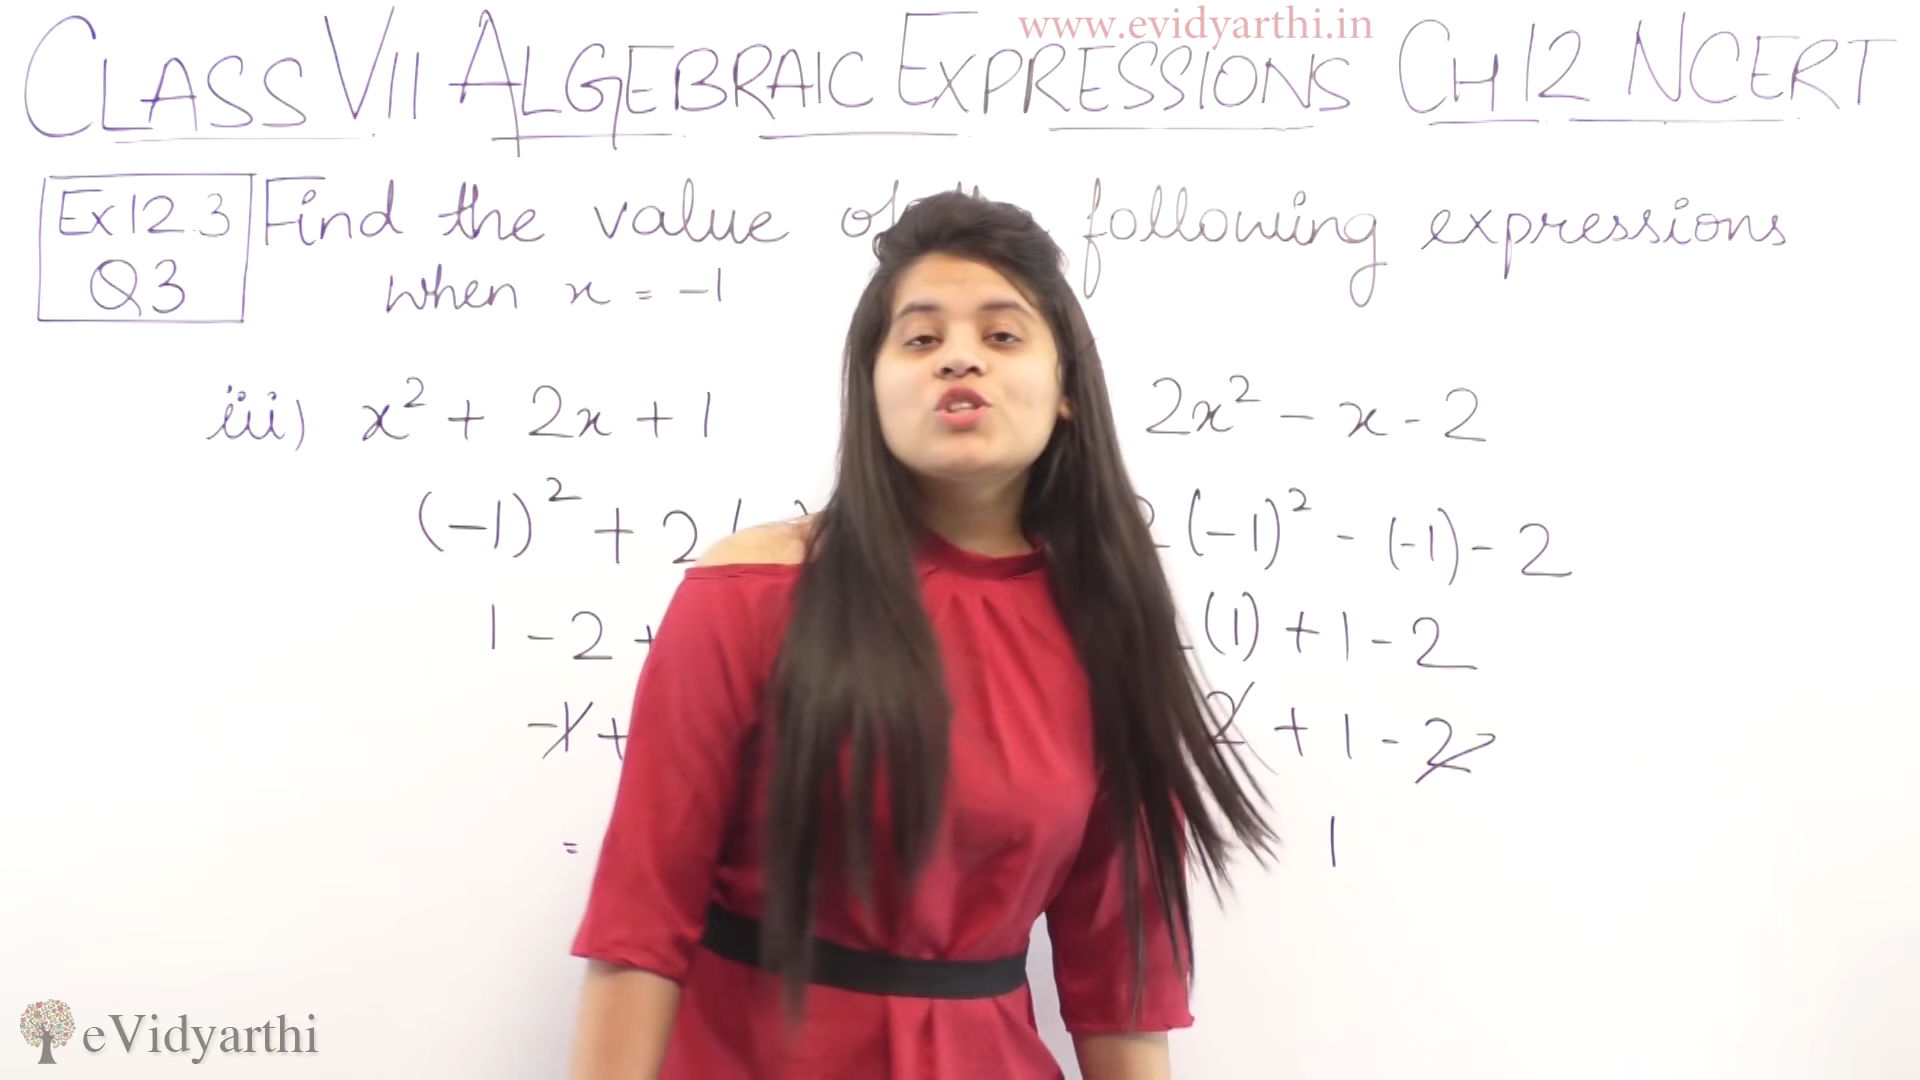 www.evidyarthi.in
CLASS VII ALGEBRAIC EXPRESSIONS CH 12 NCERT
Ex 12.3
Q3
Find the value of following expressions
when x = -1
iii) x² + 2x + 1
2x² - x - 2
(-1)² + 2(
(-1)² - (-1) - 2
1 - 2 +
(1) + 1 - 2
-1 +
2 + 1 - 2
=
1
eVidyarthi